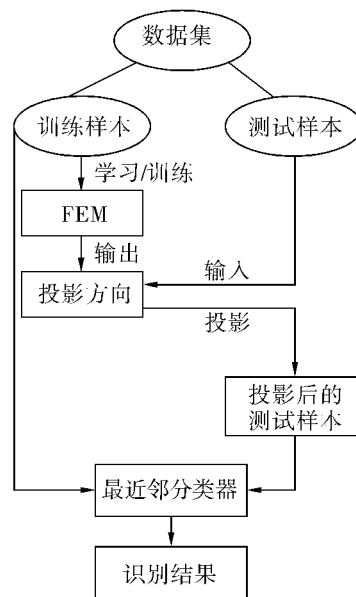 数据集
训练样本
测试样本
学习/训练
FEM
输出
输入
投影方向
投影
投影后的
测试样本
最近邻分类器
识别结果